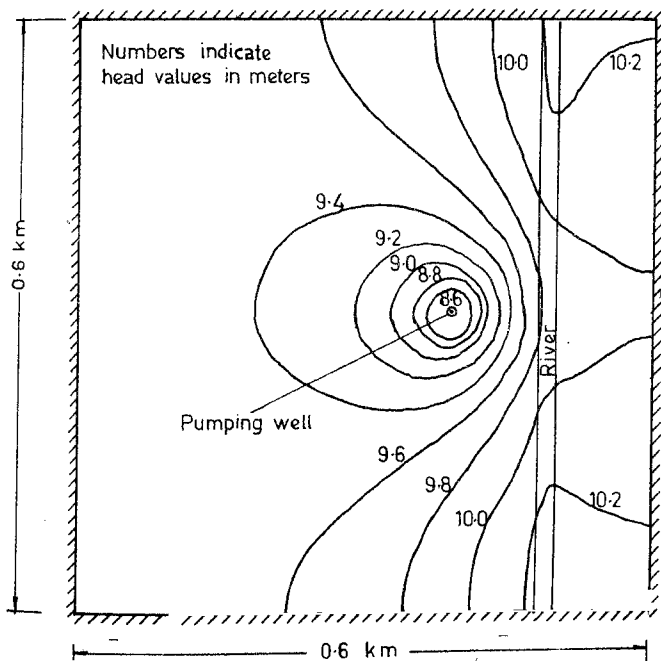 Numbers indicate
head values in meters
10·0
10·2
9·4
9·2
9·0
8·8
8·6
0·6 km
River
Pumping well
9·6
9·8
10·0
10·2
0·6 km